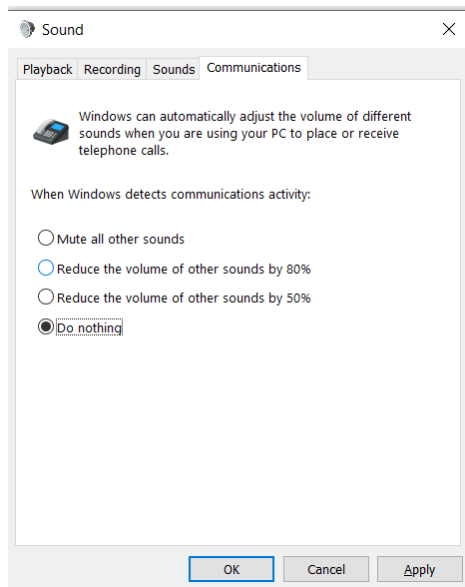 Sound
Playback Recording Sounds Communications
Windows can automatically adjust the volume of different
sounds when you are using your PC to place or receive
telephone calls.
When Windows detects communications activity:
Mute all other sounds
Reduce the volume of other sounds by 80%
Reduce the volume of other sounds by 50%
Do nothing
OK Cancel Apply